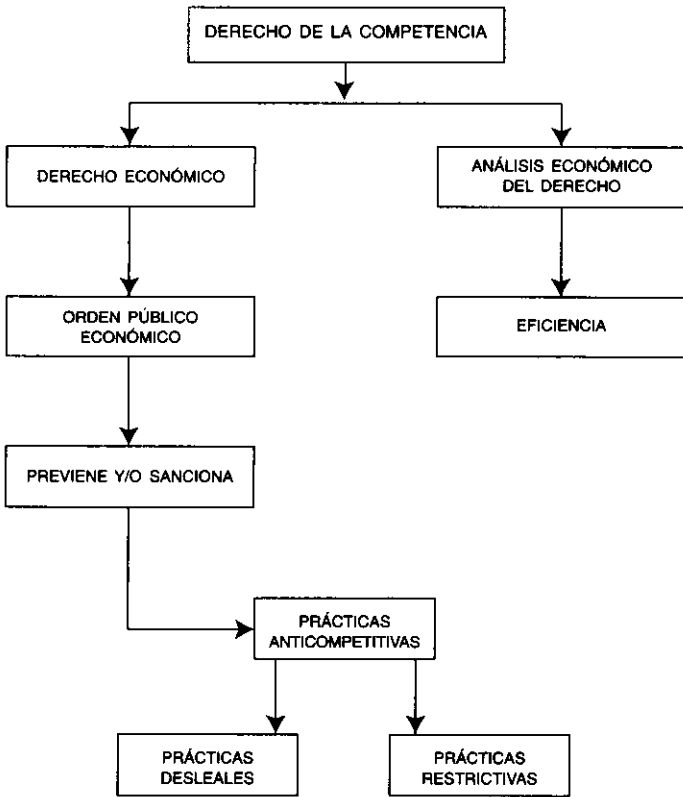 DERECHO DE LA COMPETENCIA
DERECHO ECONÓMICO
ANÁLISIS ECONÓMICO
DEL DERECHO
ORDEN PÚBLICO
ECONÓMICO
EFICIENCIA
PREVIENE Y/O SANCIONA
PRÁCTICAS
ANTICOMPETITIVAS
PRÁCTICAS
DESLEALES
PRÁCTICAS
RESTRICTIVAS